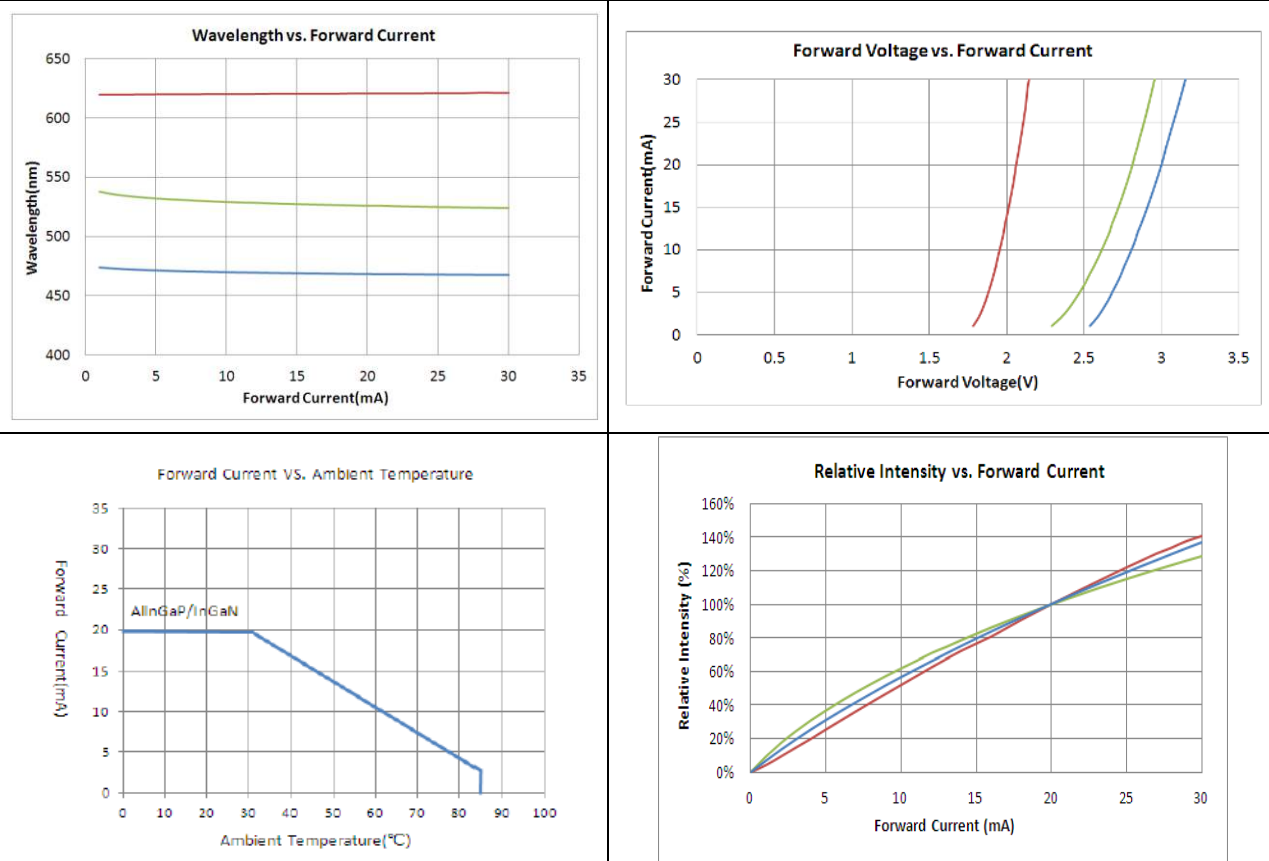 Wavelength vs. Forward Current
650
600
550
500
450
400
Wavelength(nm)
0 5 10 15 20 25 30 35
Forward Current(mA)
Forward Voltage vs. Forward Current
30
25
20
15
10
5
0
Forward Current(mA)
0 0.5 1 1.5 2 2.5 3 3.5
Forward Voltage(V)
Forward Current VS. Ambient Temperature
35
30
25
20
15
10
5
0
Forward Current(mA)
AlInGaP/InGaN
0 10 20 30 40 50 60 70 80 90 100
Ambient Temperature(℃)
Relative Intensity vs. Forward Current
160%
140%
120%
100%
80%
60%
40%
20%
0%
Relative Intensity (%)
0 5 10 15 20 25 30
Forward Current (mA)